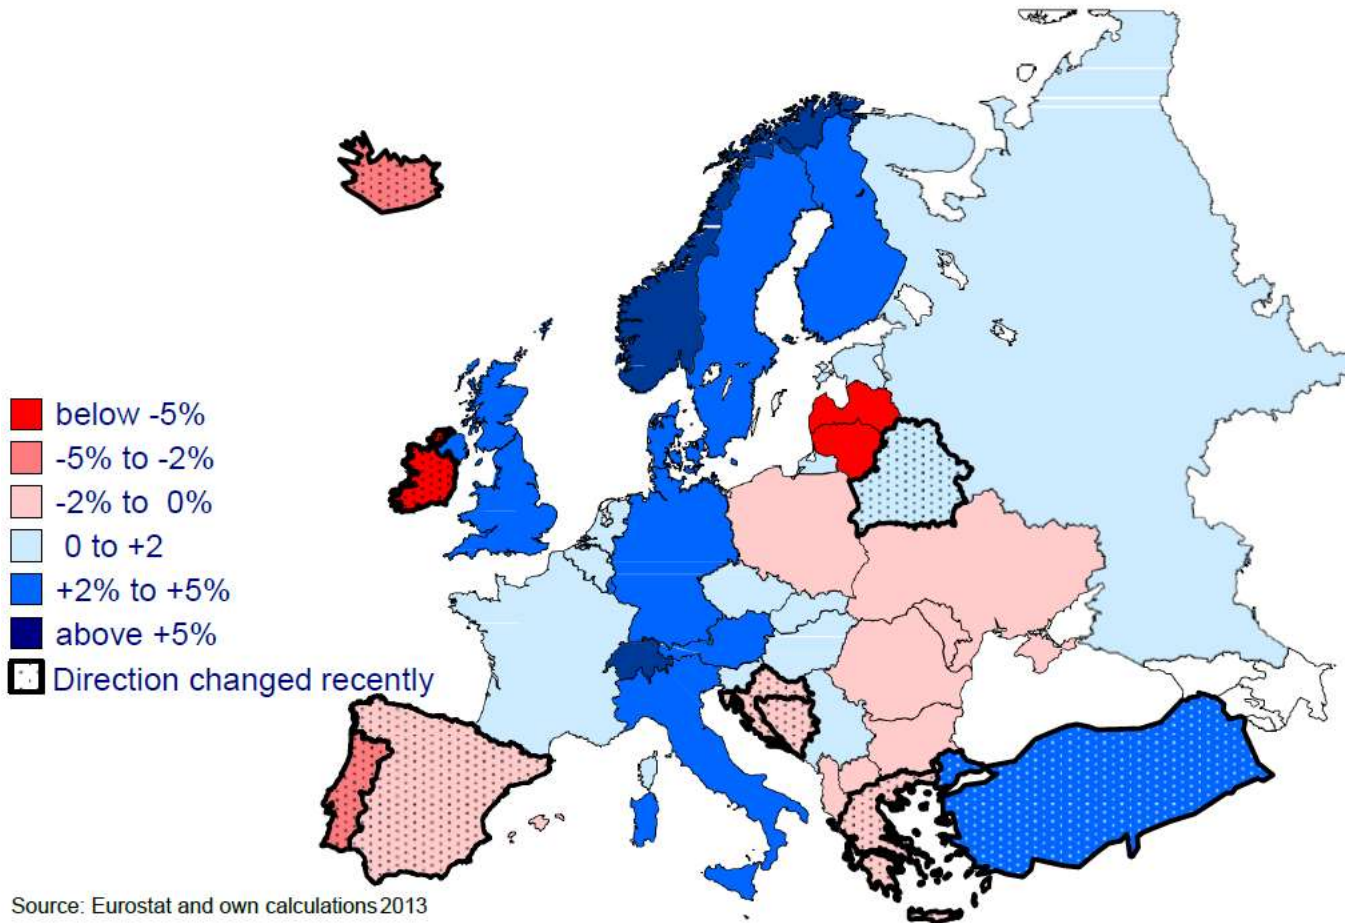 below -5%
-5% to -2%
-2% to 0%
0 to +2
+2% to +5%
above +5%
Direction changed recently
Source: Eurostat and own calculations 2013